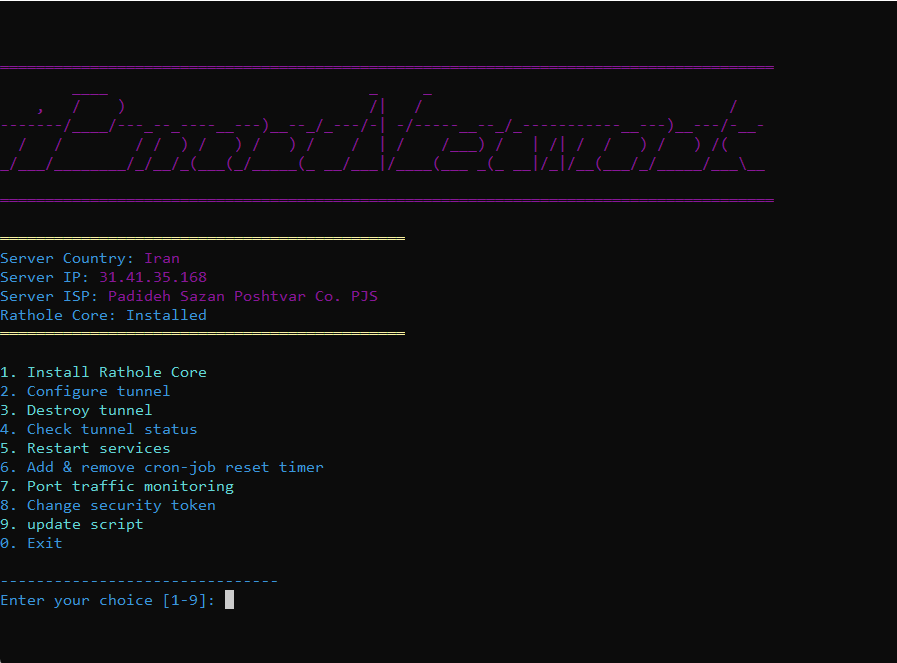 Server Country: Iran
Server IP: 31.41.35.168
Server ISP: Padideh Sazan Poshtvar Co. PJS
Rathole Core: Installed
1. Install Rathole Core
2. Configure tunnel
3. Destroy tunnel
4. Check tunnel status
5. Restart services
6. Add & remove cron-job reset timer
7. Port traffic monitoring
8. Change security token
9. update script
0. Exit
-------------------------------
Enter your choice [1-9]: